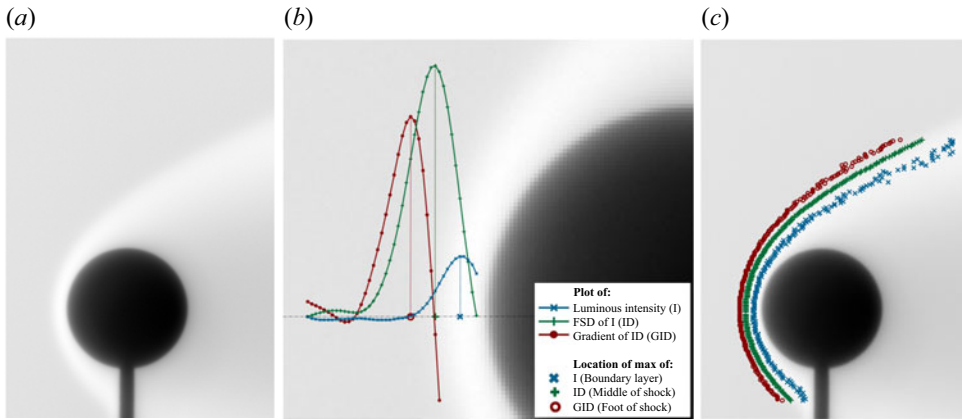 (a)
(b)
(c)
Plot of:
Luminous intensity (I)
FSD of I (ID)
Gradient of ID (GID)
Location of max of:
I (Boundary layer)
ID (Middle of shock)
GID (Foot of shock)